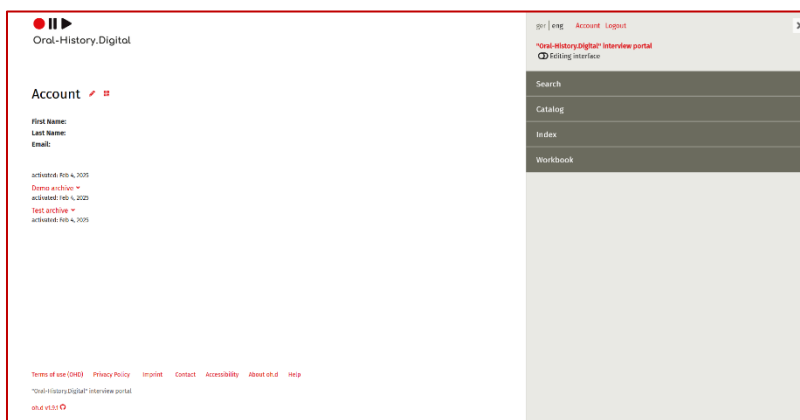 Oral-History.Digital
ger | eng Account Logout
"Oral-History.Digital" interview portal
Editing interface
Search
Catalog
Index
Workbook
Account
First Name:
Last Name:
Email:
activated: Feb 4, 2025
Demo archive
activated: Feb 4, 2025
Test archive
activated: Feb 4, 2025
Terms of use (OHD) Privacy Policy Imprint Contact Accessibility About oh.d Help
"Oral-History.Digital" interview portal
oh.d v1.9.1